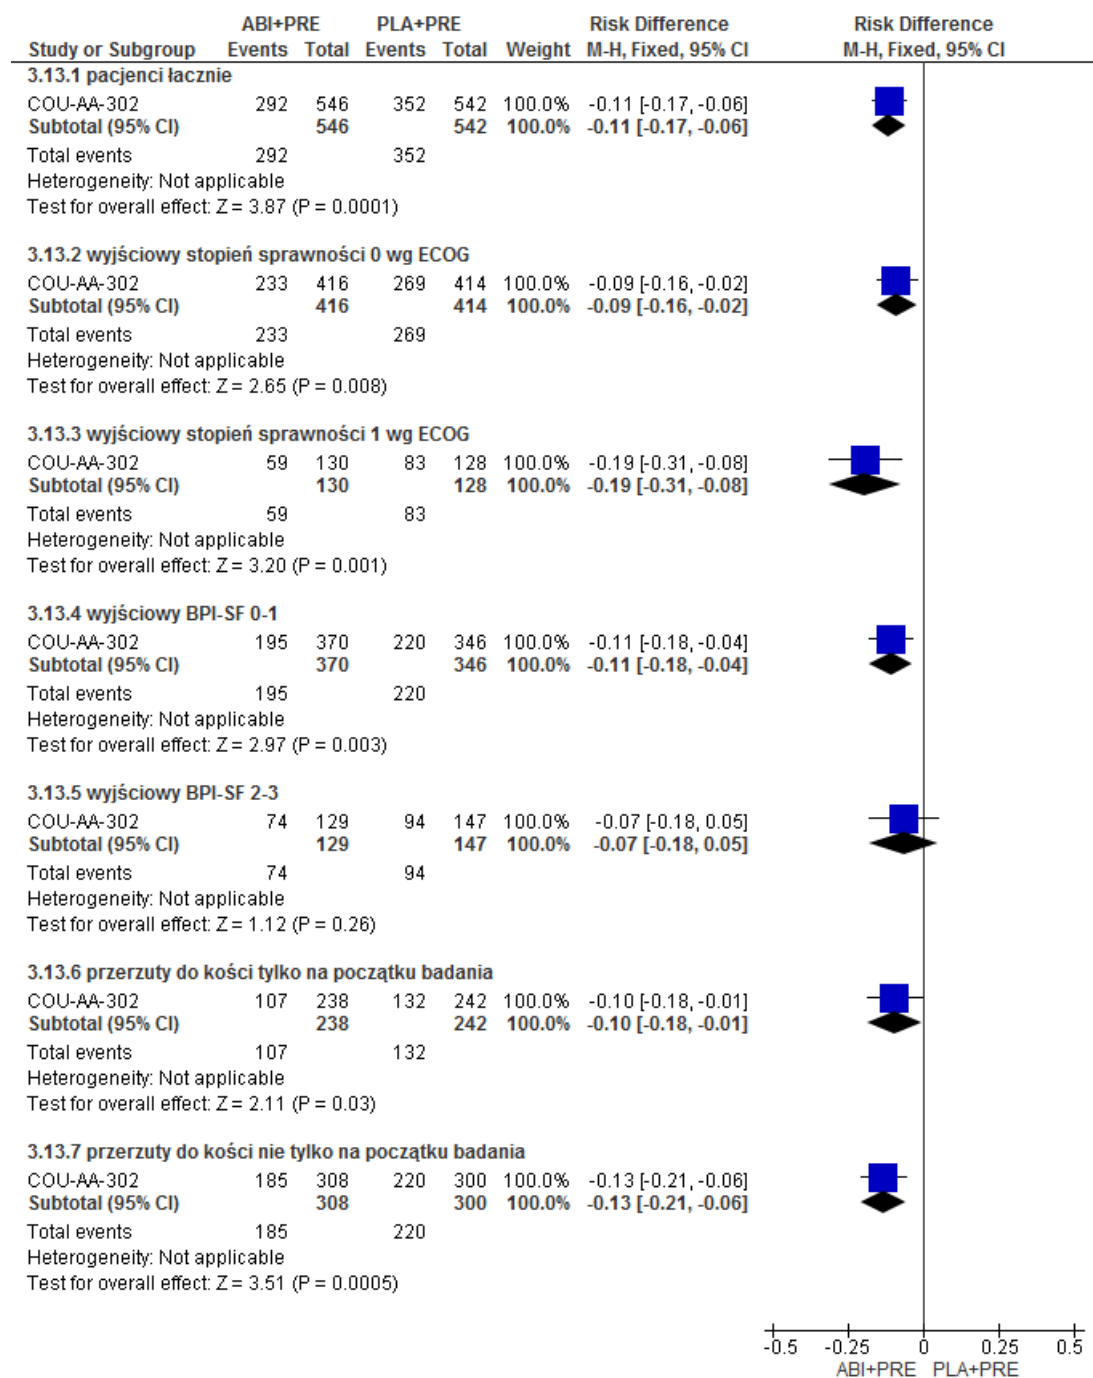 ABI+PRE PLA+PRE Risk Difference Risk Difference
Study or Subgroup Events Total Events Total Weight M-H, Fixed, 95% CI M-H, Fixed, 95% CI
3.13.1 pacjenci łacznie
COU-AA-302 292 546 352 542 100.0% -0.11 [-0.17, -0.06]
Subtotal (95% CI) 546 542 100.0% -0.11 [-0.17, -0.06]
Total events 292 352
Heterogeneity: Not applicable
Test for overall effect: Z = 3.87 (P = 0.0001)
3.13.2 wyjściowy stopień sprawności 0 wg ECOG
COU-AA-302 233 416 269 414 100.0% -0.09 [-0.16, -0.02]
Subtotal (95% CI) 416 414 100.0% -0.09 [-0.16, -0.02]
Total events 233 269
Heterogeneity: Not applicable
Test for overall effect: Z = 2.65 (P = 0.008)
3.13.3 wyjściowy stopień sprawności 1 wg ECOG
COU-AA-302 59 130 83 128 100.0% -0.19 [-0.31, -0.08]
Subtotal (95% CI) 130 128 100.0% -0.19 [-0.31, -0.08]
Total events 59 83
Heterogeneity: Not applicable
Test for overall effect: Z = 3.20 (P = 0.001)
3.13.4 wyjściowy BPI-SF 0-1
COU-AA-302 195 370 220 346 100.0% -0.11 [-0.18, -0.04]
Subtotal (95% CI) 370 346 100.0% -0.11 [-0.18, -0.04]
Total events 195 220
Heterogeneity: Not applicable
Test for overall effect: Z = 2.97 (P = 0.003)
3.13.5 wyjściowy BPI-SF 2-3
COU-AA-302 74 129 94 147 100.0% -0.07 [-0.18, 0.05]
Subtotal (95% CI) 129 147 100.0% -0.07 [-0.18, 0.05]
Total events 74 94
Heterogeneity: Not applicable
Test for overall effect: Z = 1.12 (P = 0.26)
3.13.6 przerzuty do kości tylko na początku badania
COU-AA-302 107 238 132 242 100.0% -0.10 [-0.18, -0.01]
Subtotal (95% CI) 238 242 100.0% -0.10 [-0.18, -0.01]
Total events 107 132
Heterogeneity: Not applicable
Test for overall effect: Z = 2.11 (P = 0.03)
3.13.7 przerzuty do kości nie tylko na początku badania
COU-AA-302 185 308 220 300 100.0% -0.13 [-0.21, -0.06]
Subtotal (95% CI) 308 300 100.0% -0.13 [-0.21, -0.06]
Total events 185 220
Heterogeneity: Not applicable
Test for overall effect: Z = 3.51 (P = 0.0005)
-0.5 -0.25 0 0.25 0.5
ABI+PRE PLA+PRE